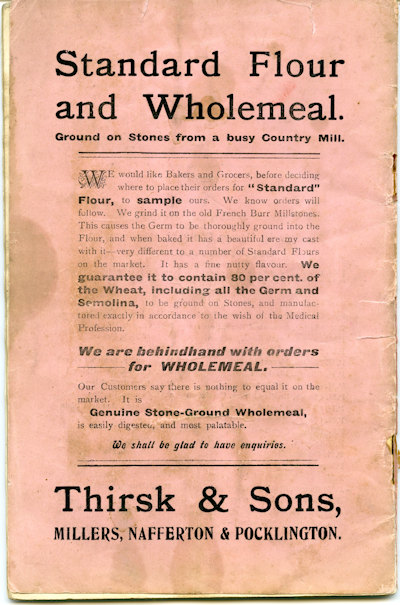 Standard Flour
and Wholemeal.
Ground on Stones from a busy Country Mill.
WE would like Bakers and Grocers, before deciding
where to place their orders for "Standard"
Flour, to sample ours. We know orders will
follow. We grind it on the old French Burr Millstones.
This causes the Germ to be thoroughly ground into the
Flour, and when baked it has a beautiful creamy cast
with it—very different to a number of Standard Flours
on the market. It has a fine nutty flavour. We
guarantee it to contain 80 per cent. of
the Wheat, including all the Germ and
Semolina, to be ground on Stones, and manufac-
tured exactly in accordance to the wish of the Medical
Profession.
We are behindhand with orders
for WHOLEMEAL.
Our Customers say there is nothing to equal it on the
market. It is
Genuine Stone-Ground Wholemeal,
is easily digested, and most palatable.
We shall be glad to have enquiries.
Thirsk & Sons,
MILLERS, NAFFERTON & POCKLINGTON.